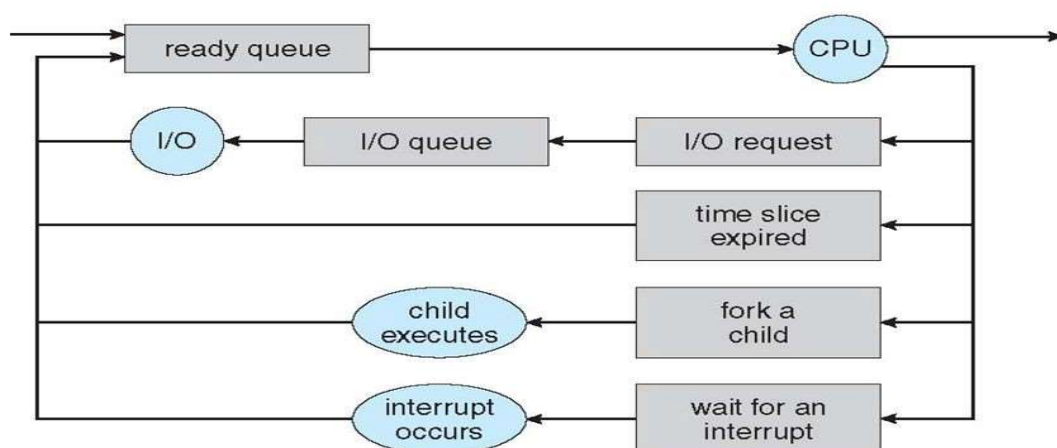 ready queue
CPU
I/O
I/O queue
I/O request
time slice
expired
child
executes
fork a
child
interrupt
occurs
wait for an
interrupt